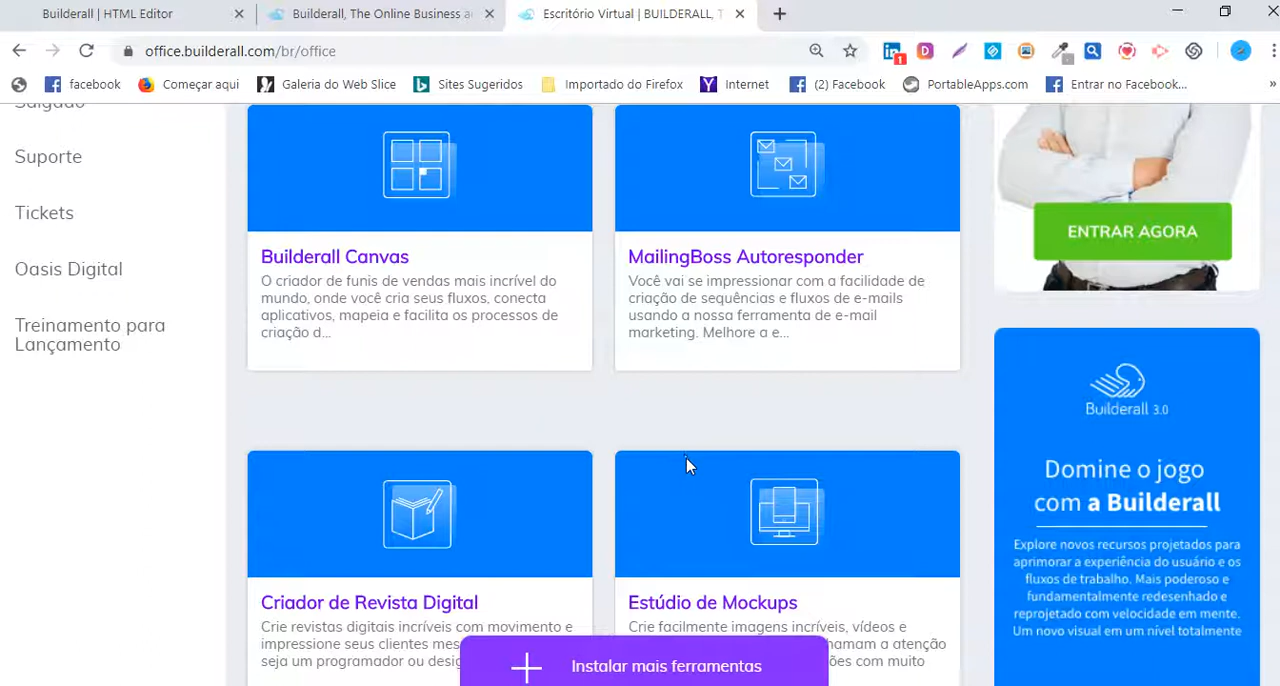 Builderall | HTML Editor
Builderall, The Online Business a
Escritório Virtual | BUILDERALL, T
office.builderall.com/br/office
1
facebook
Começar aqui
Galeria do Web Slice
Sites Sugeridos
Importado do Firefox
Internet
(2) Facebook
PortableApps.com
Entrar no Facebook...
»
Salgado
Suporte
Tickets
Oasis Digital
Treinamento para
Lançamento
Builderall Canvas
O criador de funis de vendas mais incrível do
mundo, onde você cria seus fluxos, conecta
aplicativos, mapeia e facilita os processos de
criação d...
MailingBoss Autoresponder
Você vai se impressionar com a facilidade de
criação de sequências e fluxos de e-mails
usando a nossa ferramenta de e-mail
marketing. Melhore a e...
Criador de Revista Digital
Crie revistas digitais incríveis com movimento e
impressione seus clientes mes
seja um programador ou desig
Estúdio de Mockups
Crie facilmente imagens incríveis, vídeos e
hamam a atenção
ões com muito
Instalar mais ferramentas
ENTRAR AGORA
Builderall 3.0
Domine o jogo
com a Builderall
Explore novos recursos projetados para
aprimorar a experiência do usuário e os
fluxos de trabalho. Mais poderoso e
fundamentalmente redesenhado e
reprojetado com velocidade em mente.
Um novo visual em um nível totalmente